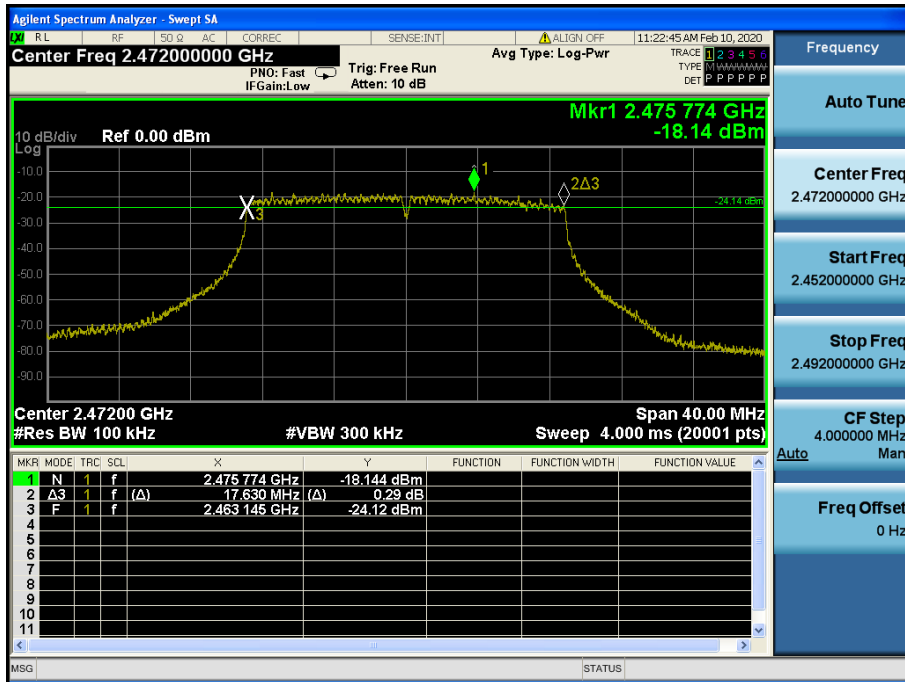 Agilent Spectrum Analyzer - Swept SA
LXI RL RF 50 Ω AC CORREC SENSE:INT ALIGN OFF 11:22:45 AM Feb 10, 2020
Center Freq 2.472000000 GHz
PNO: Fast
IFGain:Low
Trig: Free Run
Atten: 10 dB
Avg Type: Log-Pwr
TRACE 1 2 3 4 5 6
TYPE M WWWWW
DET P P P P P P
Mkr1 2.475 774 GHz
-18.14 dBm
10 dB/div Ref 0.00 dBm
Log
-10.0
-20.0
-30.0
-40.0
-50.0
-60.0
-70.0
-80.0
-90.0
1
2Δ3
3
-24.14 dBm
Center 2.47200 GHz Span 40.00 MHz
#Res BW 100 kHz #VBW 300 kHz Sweep 4.000 ms (20001 pts)
MKR MODE TRC SCL X Y FUNCTION FUNCTION WIDTH FUNCTION VALUE
1 N 1 f 2.475 774 GHz -18.144 dBm
2 Δ3 1 f (Δ) 17.630 MHz (Δ) 0.29 dB
3 F 1 f 2.463 145 GHz -24.12 dBm
4
5
6
7
8
9
10
11
MSG STATUS
Frequency
Auto Tune
Center Freq
2.472000000 GHz
Start Freq
2.452000000 GHz
Stop Freq
2.492000000 GHz
CF Step
4.000000 MHz
Auto Man
Freq Offset
0 Hz